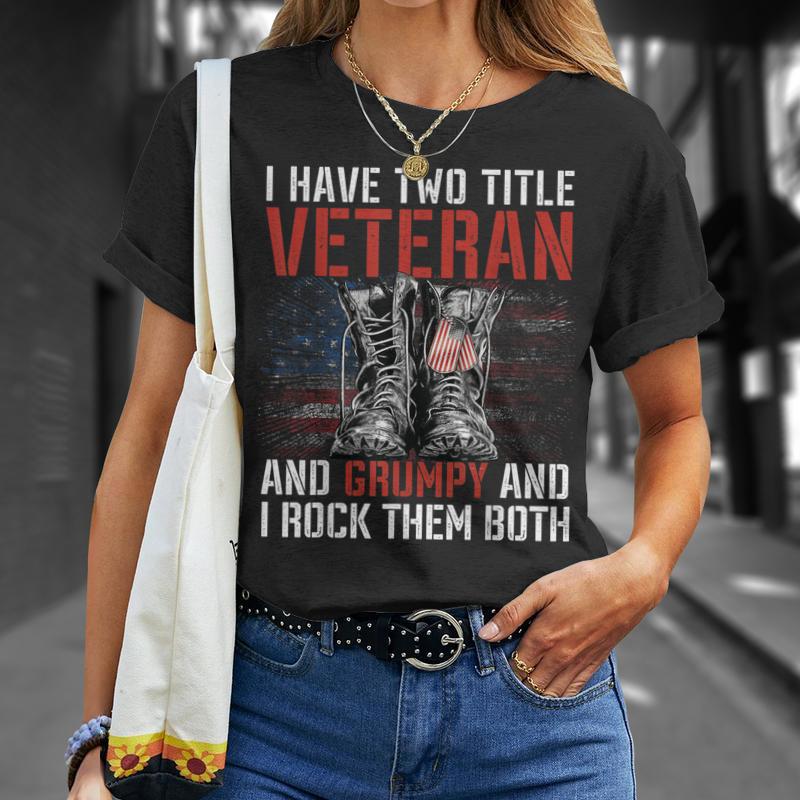 I HAVE TWO TITLE
VETERAN
AND GRUMPY AND
I ROCK THEM BOTH